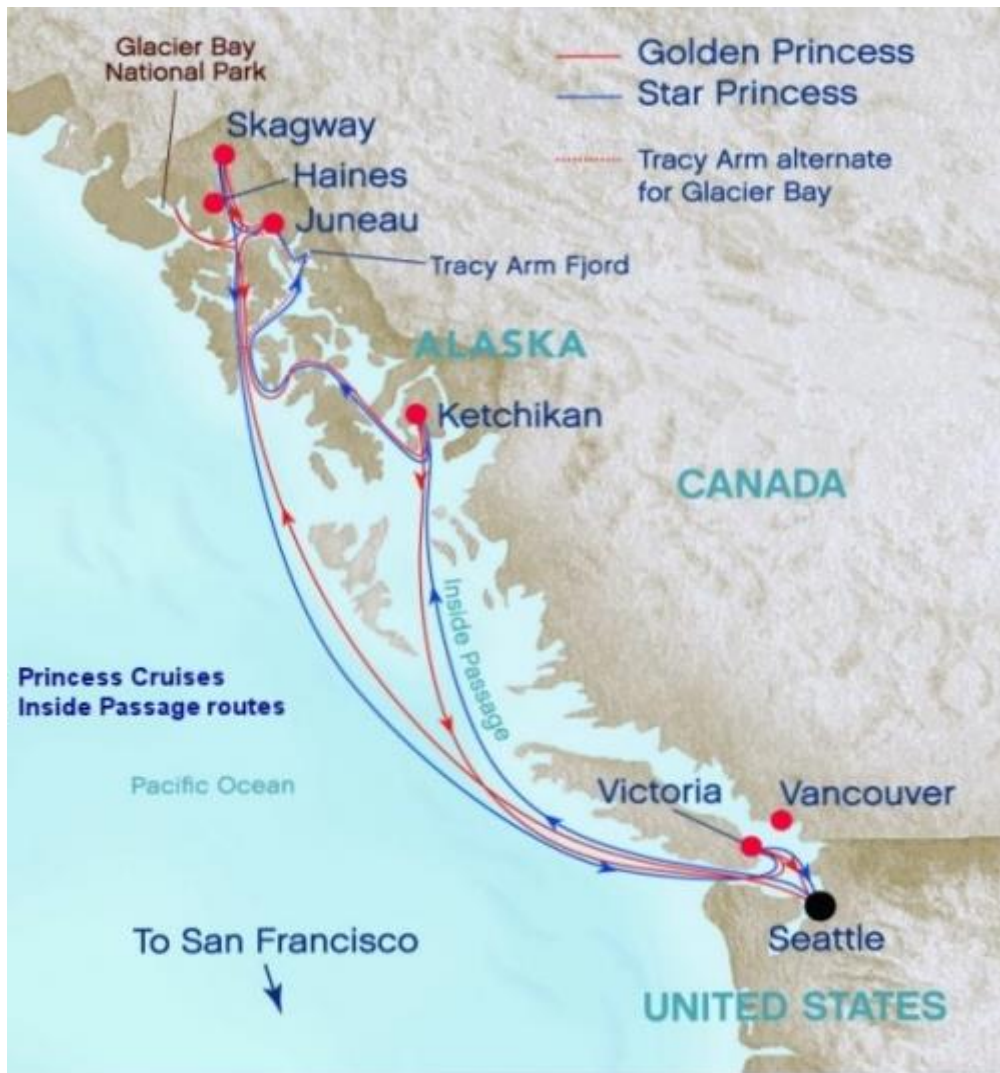 Glacier Bay
National Park
Golden Princess
Star Princess
Skagway
Haines
Tracy Arm alternate
for Glacier Bay
Juneau
Tracy Arm Fjord
ALASKA
Ketchikan
CANADA
Inside Passage
Princess Cruises
Inside Passage routes
Pacific Ocean
Victoria
Vancouver
To San Francisco
Seattle
UNITED STATES